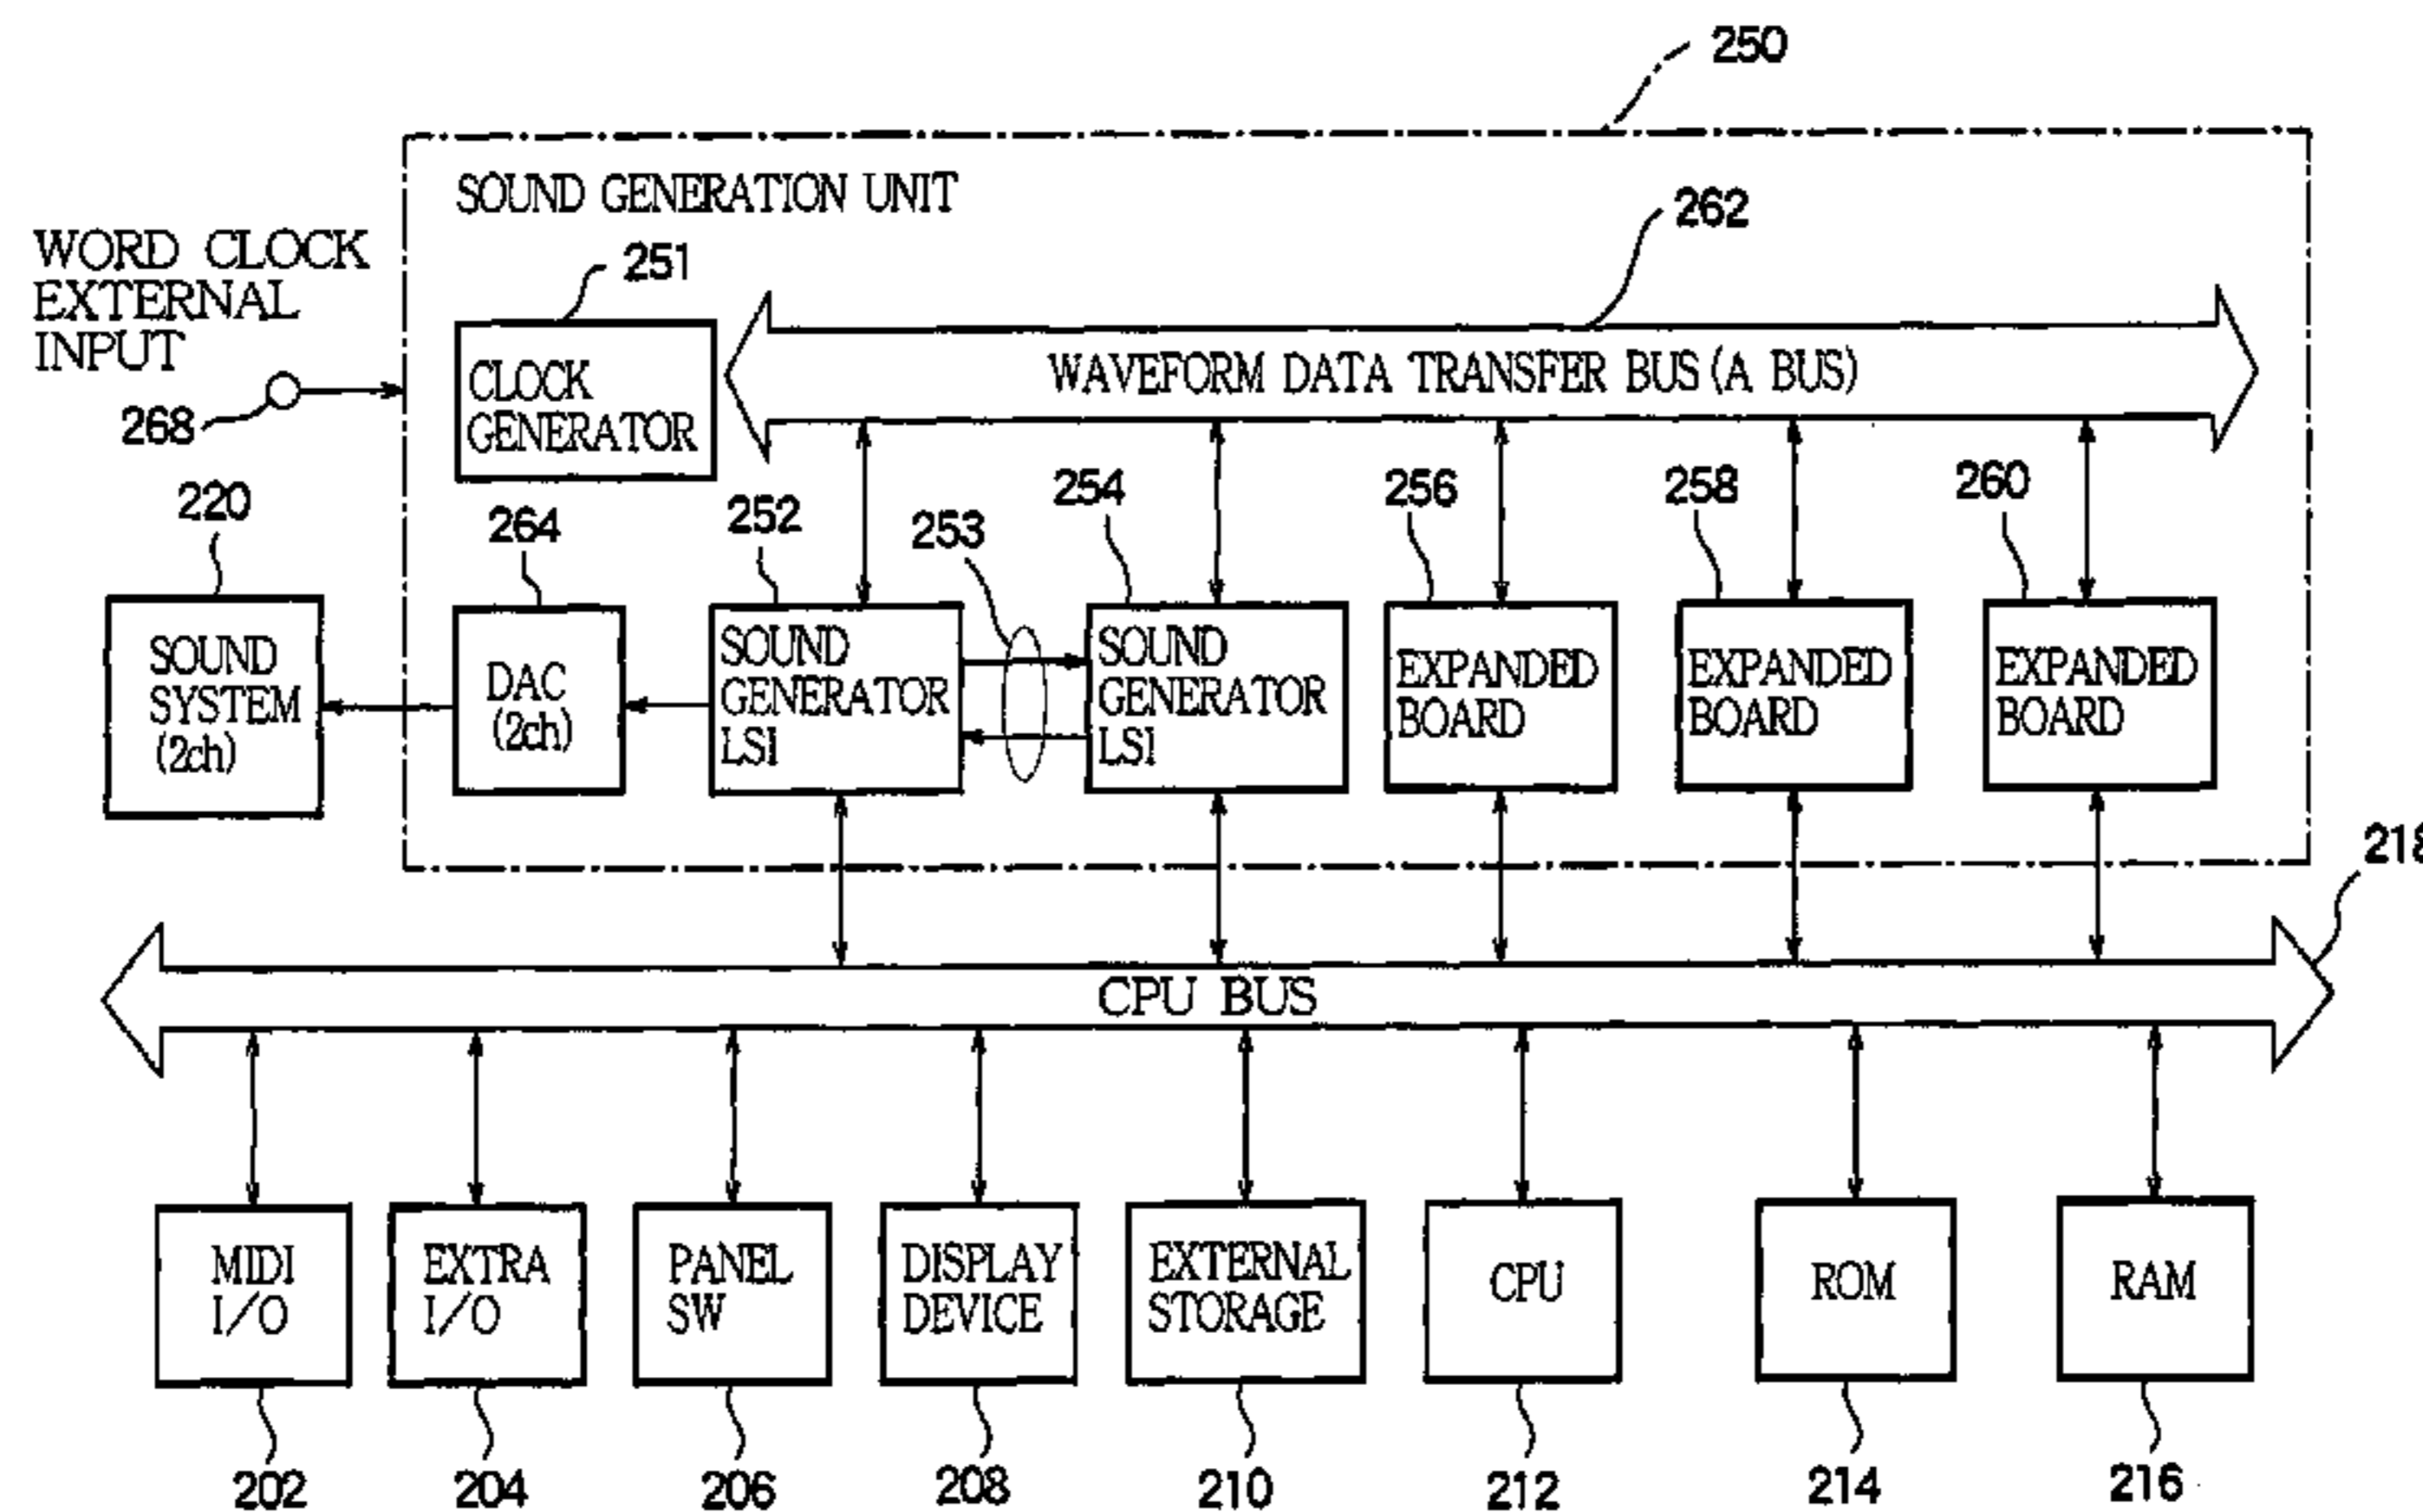 250
SOUND GENERATION UNIT
262
WORD CLOCK
EXTERNAL
INPUT
251
268
CLOCK
GENERATOR
WAVEFORM DATA TRANSFER BUS (A BUS)
220
264
252
253
254
256
258
260
SOUND
SYSTEM
(2ch)
DAC
(2ch)
SOUND
GENERATOR
LSI
SOUND
GENERATOR
LSI
EXPANDED
BOARD
EXPANDED
BOARD
EXPANDED
BOARD
218
CPU BUS
MIDI
I/O
EXTRA
I/O
PANEL
SW
DISPLAY
DEVICE
EXTERNAL
STORAGE
CPU
ROM
RAM
202
204
206
208
210
212
214
216